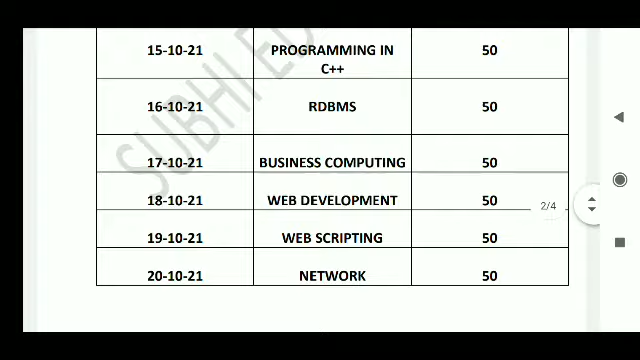 15-10-21 PROGRAMMING IN 50
C++
16-10-21 RDBMS 50
17-10-21 BUSINESS COMPUTING 50
18-10-21 WEB DEVELOPMENT 50
2/4
19-10-21 WEB SCRIPTING 50
20-10-21 NETWORK 50
SUBHI